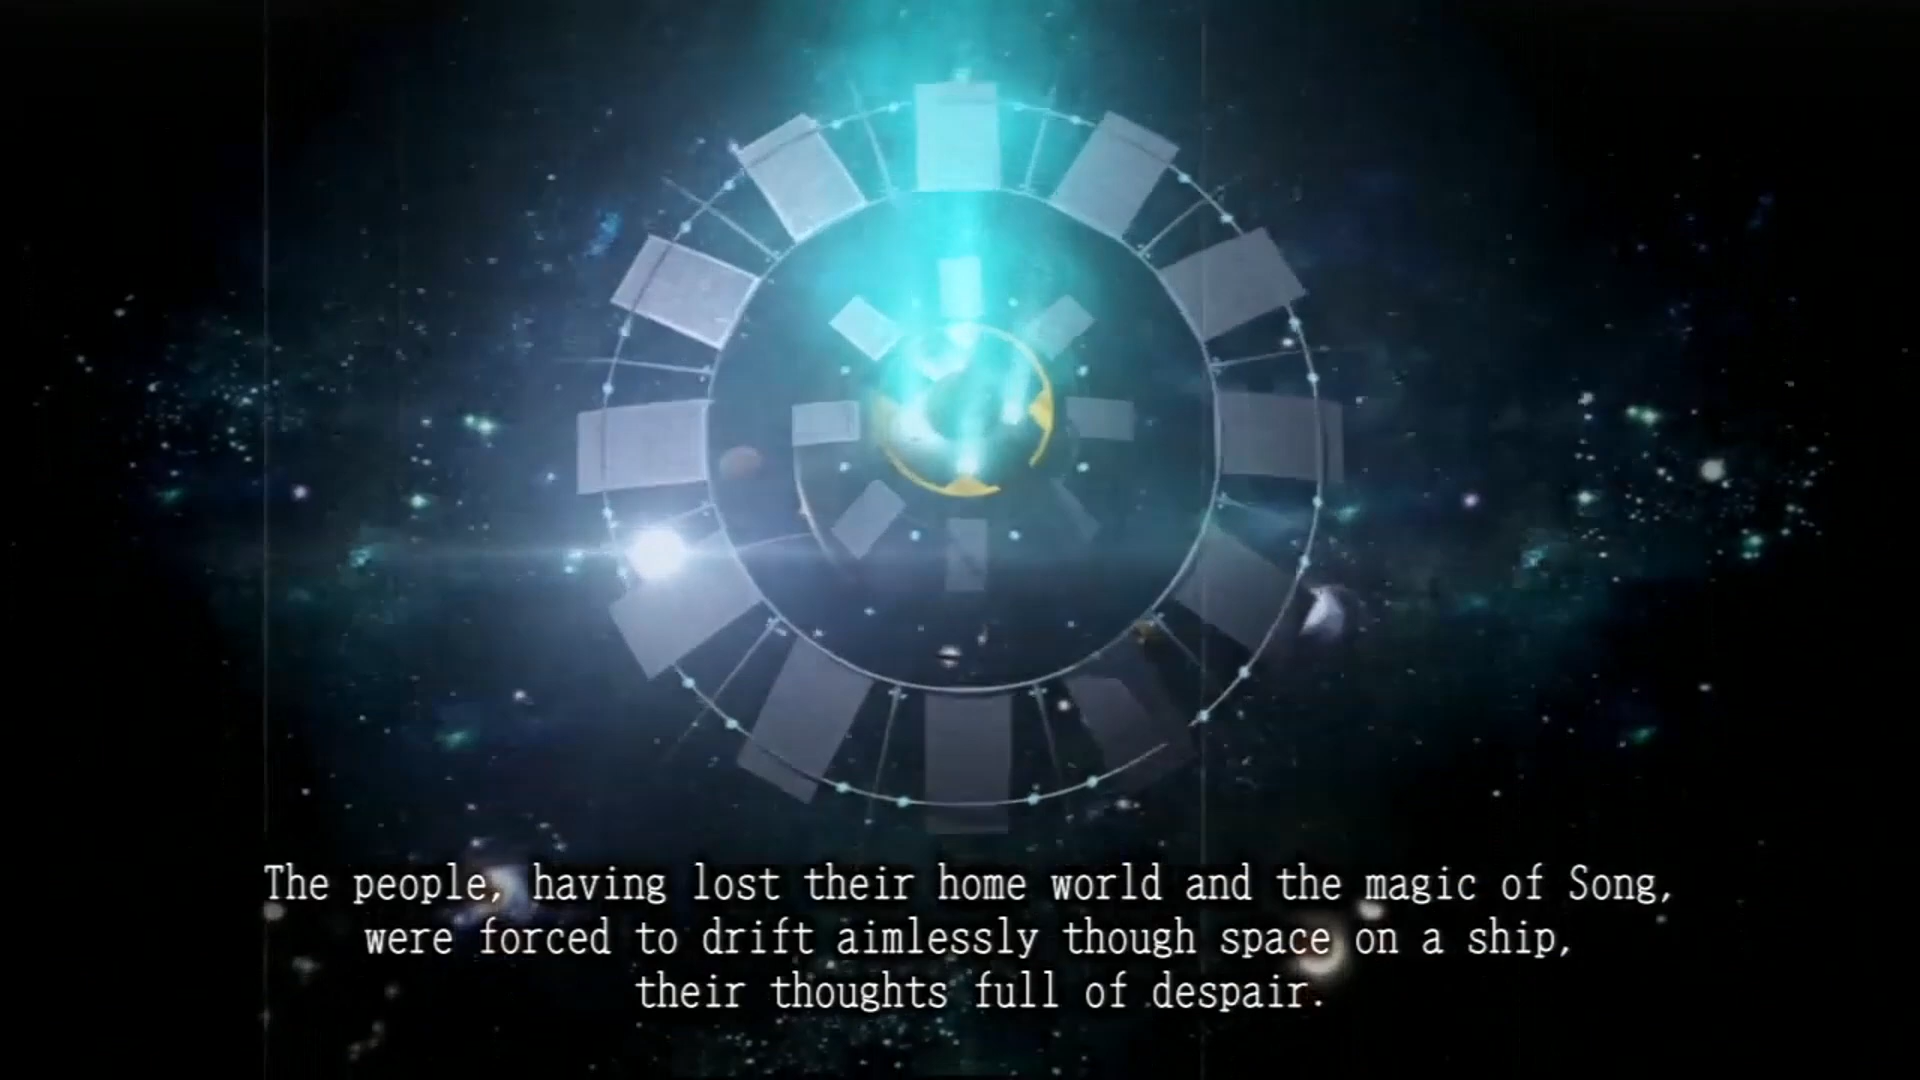 The people, having lost their home world and the magic of Song,
were forced to drift aimlessly though space on a ship,
their thoughts full of despair.